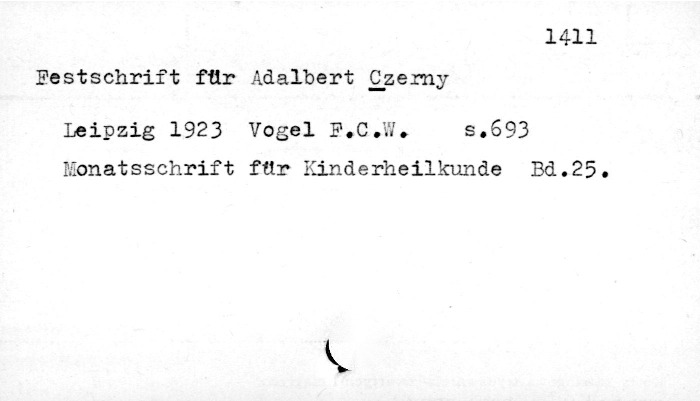 1411
Festschrift für Adalbert Czerny
Leipzig 1923 Vogel F.C.W. s.693
Monatsschrift für Kinderheilkunde Bd.25.